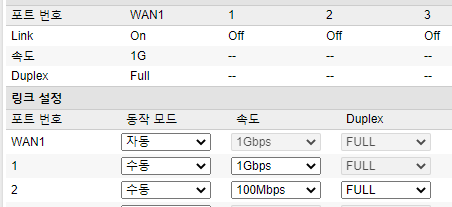 포트 번호 WAN1 1 2 3
Link On Off Off Off
속도 1G -- -- --
Duplex Full -- -- --
링크 설정
포트 번호 동작 모드 속도 Duplex
WAN1 자동 1Gbps FULL
1 수동 1Gbps FULL
2 수동 100Mbps FULL